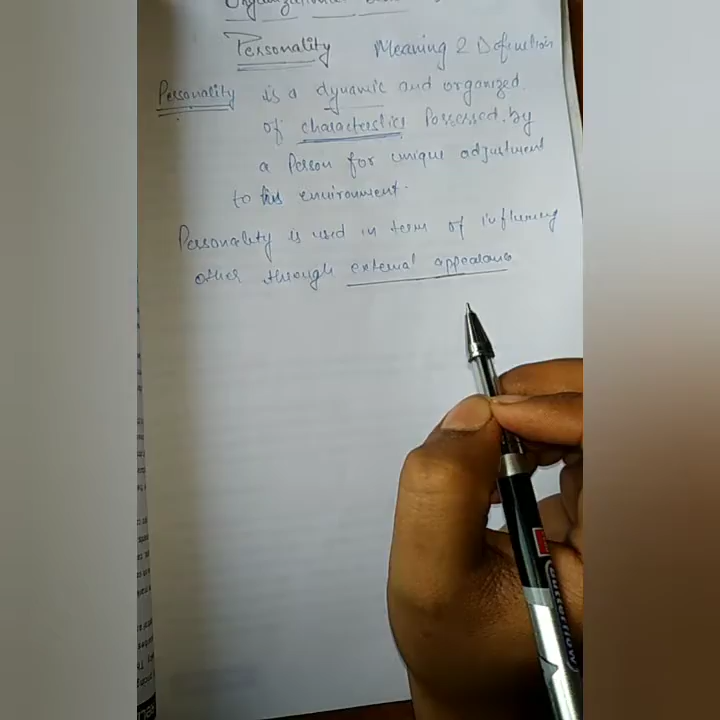 Personality Meaning & Definition
Personality is a dynamic and organized
of characteristics Possessed by
a Person for unique adjustment
to his environment.
Personality is used in term of influencing
other through external appearance
Butterflow